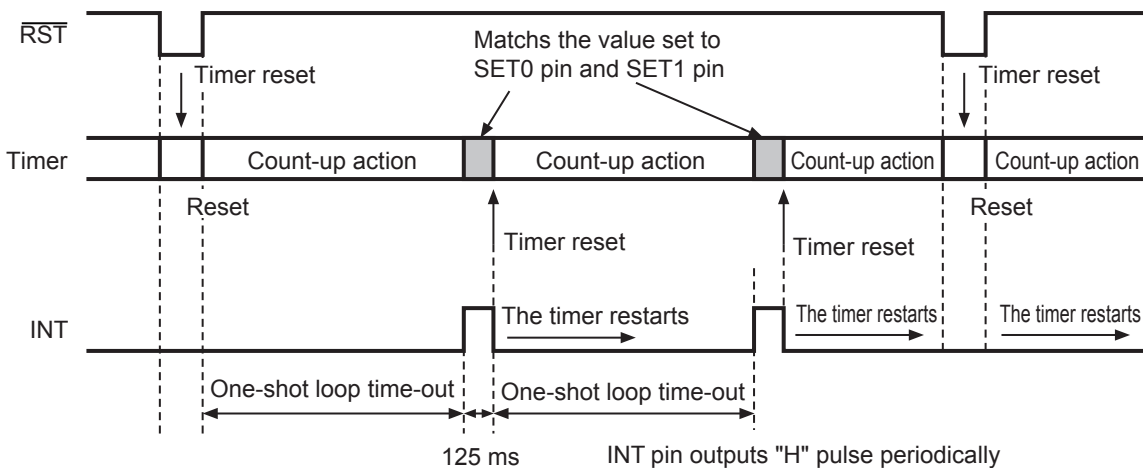 RST
Matchs the value set to
SET0 pin and SET1 pin
Timer reset
Timer reset
Timer
Count-up action
Count-up action
Count-up action
Count-up action
Reset
Reset
Timer reset
Timer reset
INT
The timer restarts
The timer restarts
The timer restarts
One-shot loop time-out
One-shot loop time-out
125 ms
INT pin outputs "H" pulse periodically